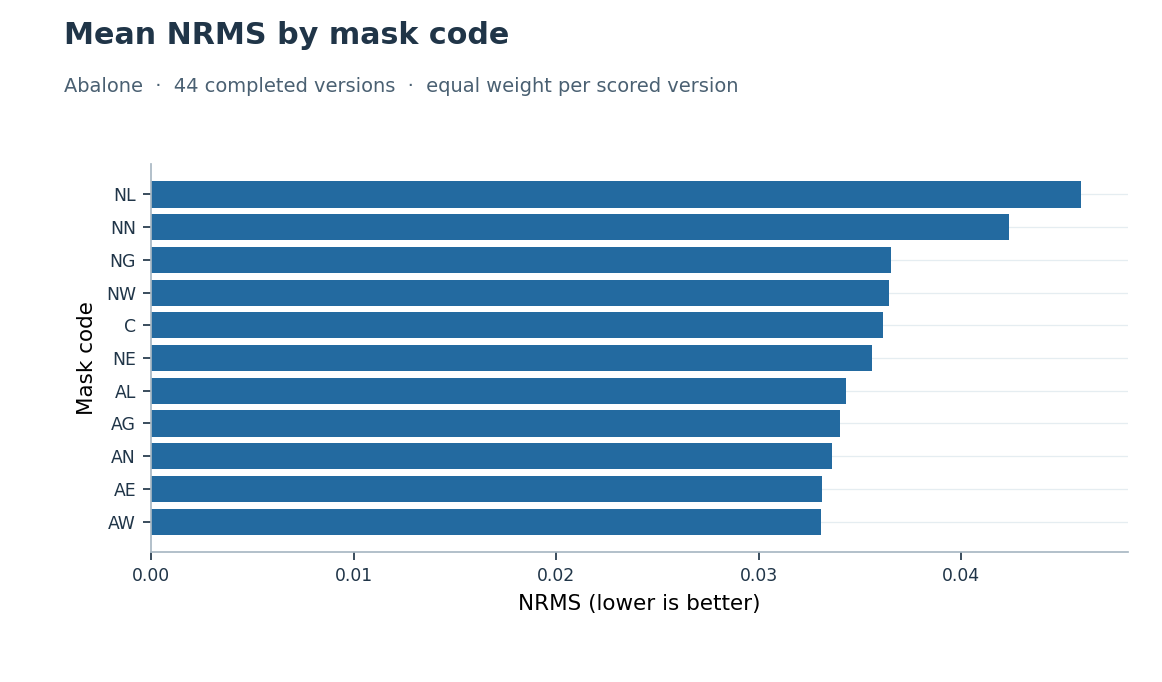 Mean NRMS by mask code
Abalone · 44 completed versions · equal weight per scored version
NL
NN
NG
NW
C
NE
AL
AG
AN
AE
AW
Mask code
0.00 0.01 0.02 0.03 0.04
NRMS (lower is better)